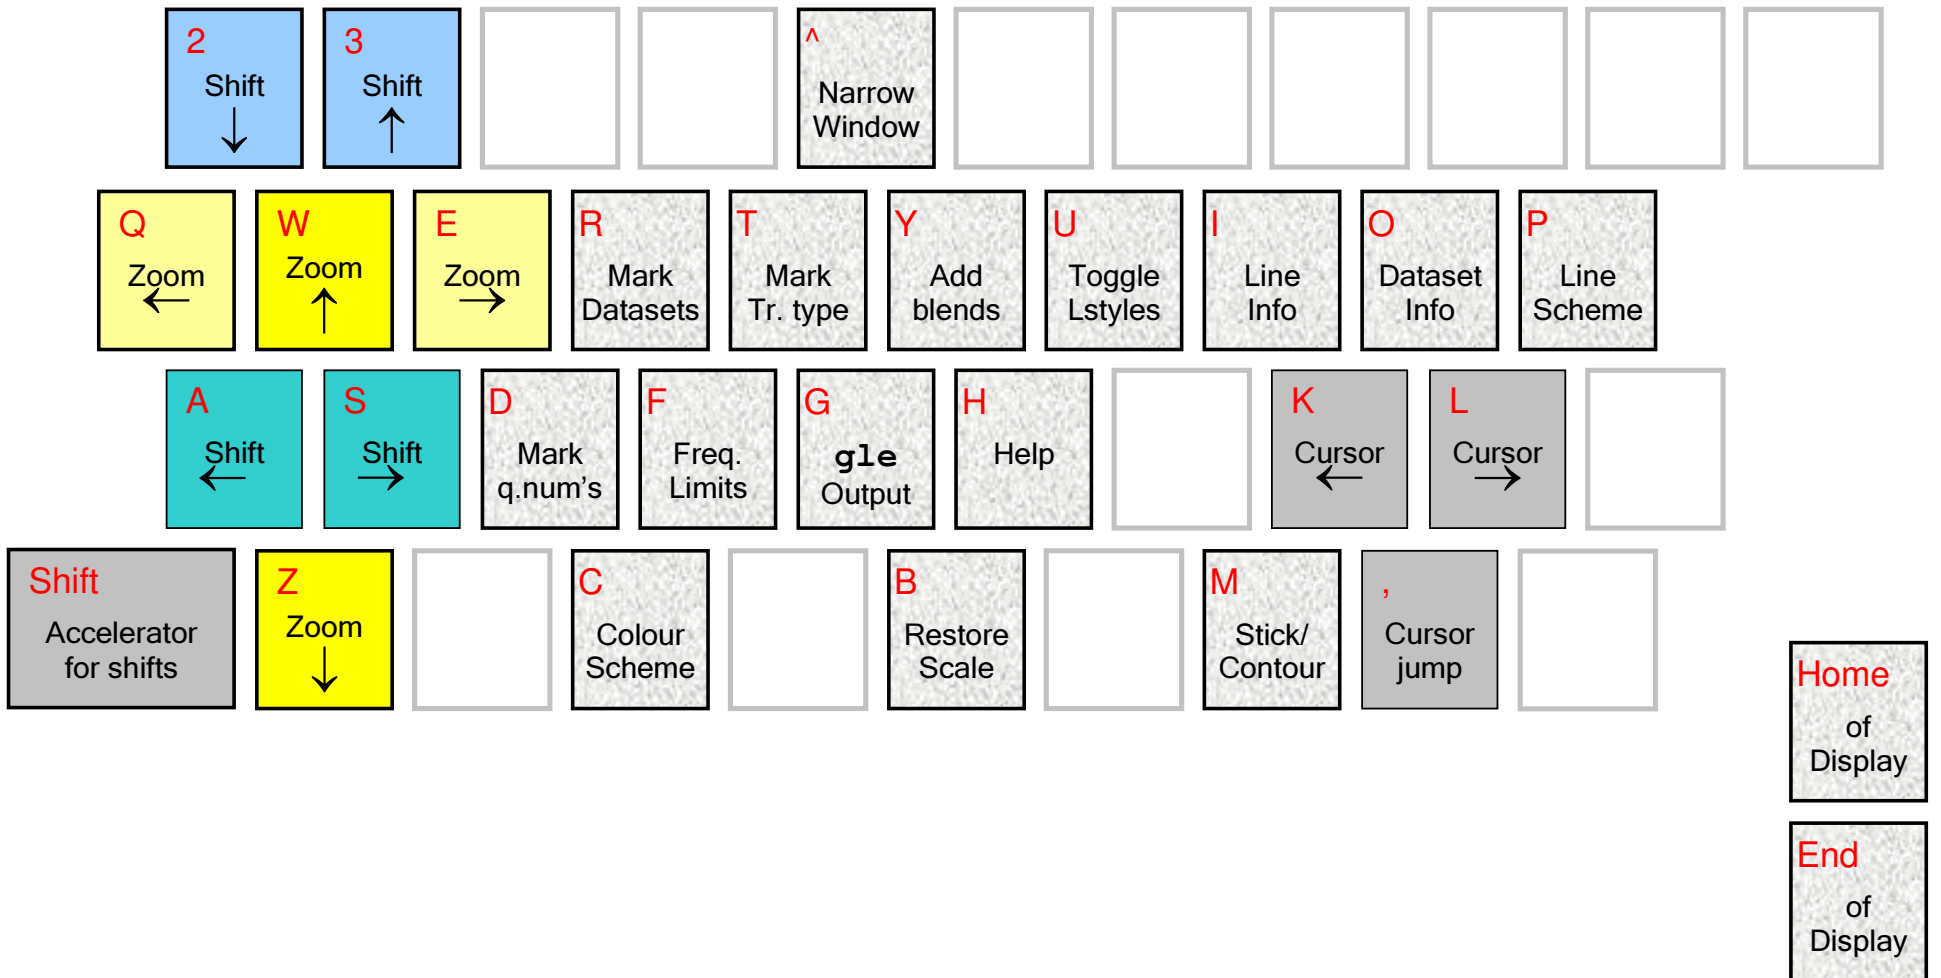 2
Shift
↓
3
Shift
↑
^
Narrow
Window
Q
Zoom
←
W
Zoom
↑
E
Zoom
→
R
Mark
Datasets
T
Mark
Tr. type
Y
Add
blends
U
Toggle
Lstyles
I
Line
Info
O
Dataset
Info
P
Line
Scheme
A
Shift
←
S
Shift
→
D
Mark
q.num’s
F
Freq.
Limits
G
gle
Output
H
Help
K
Cursor
←
L
Cursor
→
Shift
Accelerator
for shifts
Z
Zoom
↓
C
Colour
Scheme
B
Restore
Scale
M
Stick/
Contour
,
Cursor
jump
Home
of
Display
End
of
Display